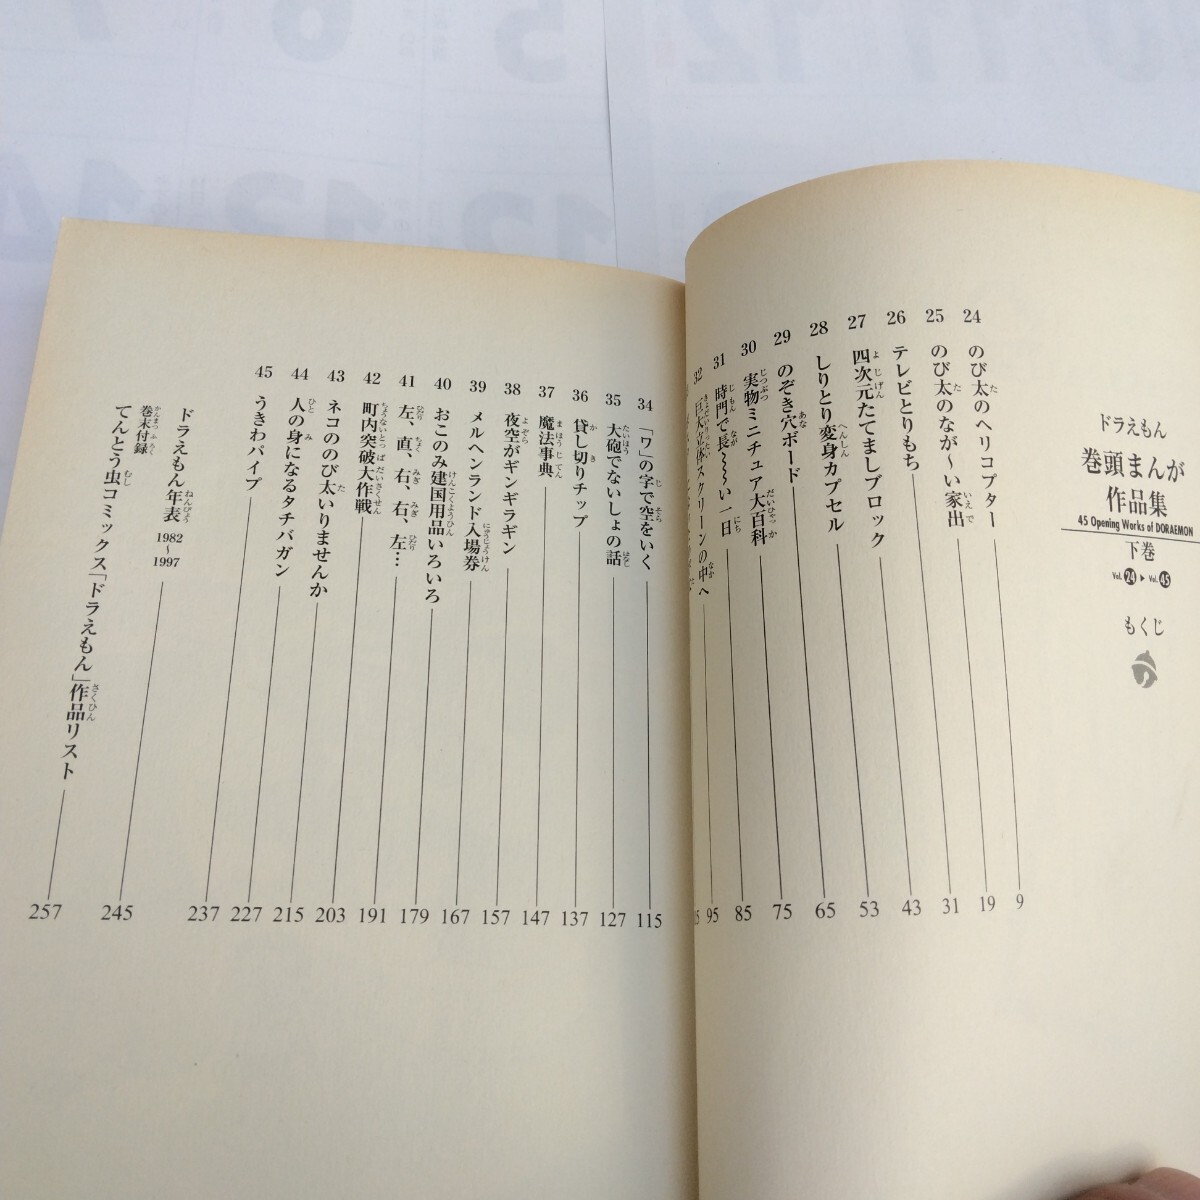 ドラえもん
巻頭まんが
作品集
45 Opening Works of DORAEMON
下巻
Vol.24▶Vol.45
もくじ
24 のび太のヘリコプター 9
25 のび太のなが〜い家出 19
26 テレビとりもち 31
27 四次元たてましブロック 43
28 しりとり変身カプセル 53
29 のぞき穴ボード 65
30 実物ミニチュア大百科 75
31 時門で長〜〜い一日 85
32 巨大立体スクリーンの中へ 95
34 「ワ」の字で空をいく 115
35 大砲でないしょの話 127
36 貸し切りチップ 137
37 魔法事典 147
38 夜空がギンギラギン 157
39 メルヘンランド入場券 167
40 おこのみ建国用品いろいろ 179
41 左、直、右、右、左… 191
42 町内突破大作戦 203
43 ネコののび太いりませんか 215
44 人の身になるタチバガン 227
45 うきわパイプ 237
ドラえもん年表 1982〜1997 245
巻末付録
てんとう虫コミックス「ドラえもん」作品リスト 257